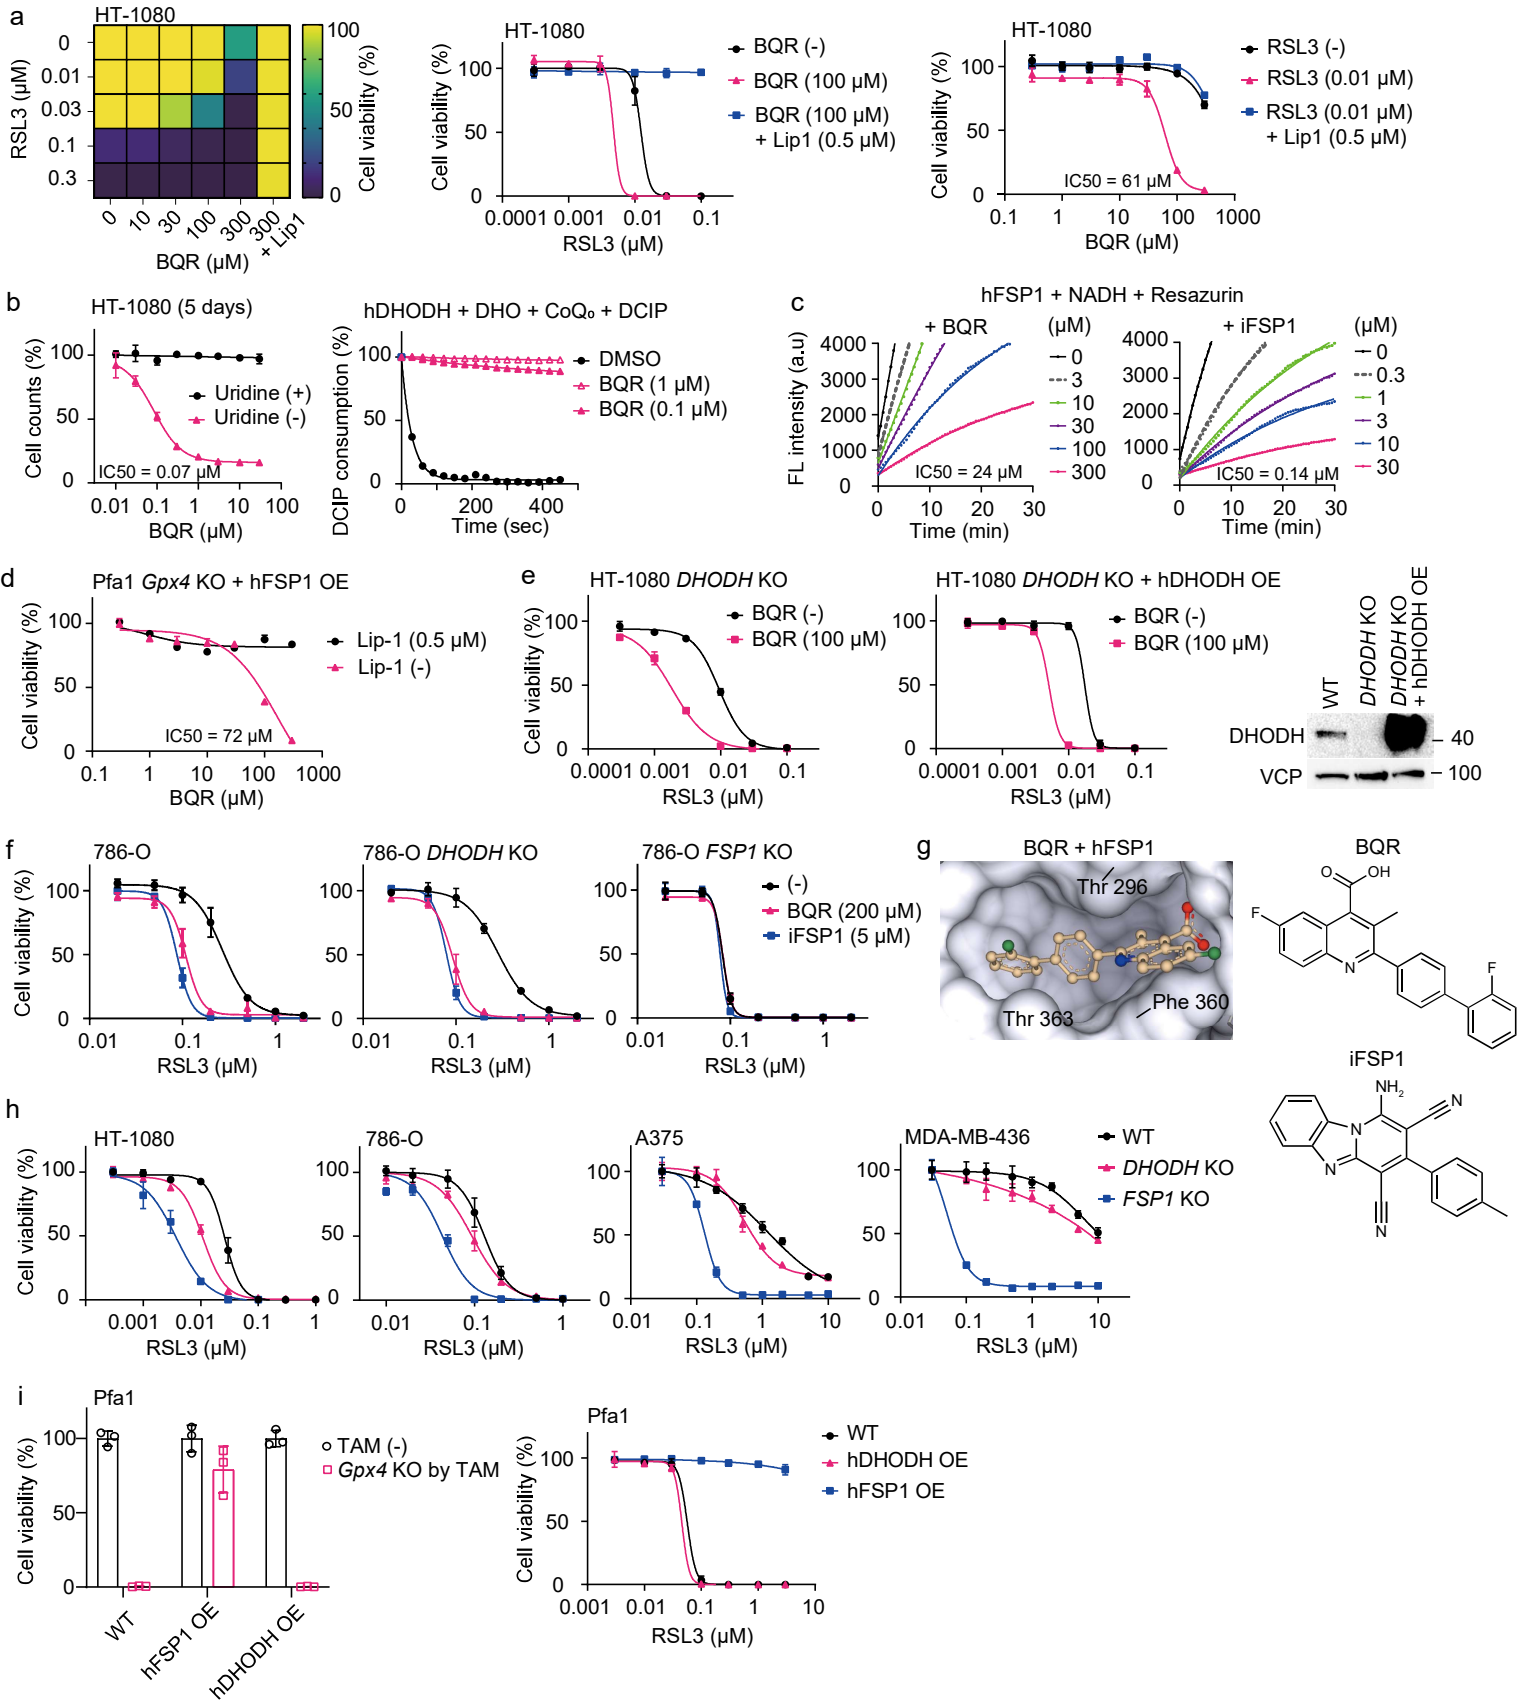 a
HT-1080
RSL3 (µM)
0
0.01
0.03
0.1
0.3
0
10
30
100
300
300
+ Lip1
BQR (µM)
100
50
0
Cell viability (%)
HT-1080
Cell viability (%)
100
50
0
0.0001 0.001 0.01 0.1
RSL3 (µM)
BQR (-)
BQR (100 µM)
BQR (100 µM)
+ Lip1 (0.5 µM)
HT-1080
Cell viability (%)
100
50
0
IC50 = 61 µM
0.1 1 10 100 1000
BQR (µM)
RSL3 (-)
RSL3 (0.01 µM)
RSL3 (0.01 µM)
+ Lip1 (0.5 µM)
b
HT-1080 (5 days)
Cell counts (%)
100
50
0
Uridine (+)
Uridine (-)
IC50 = 0.07 µM
0.01 0.1 1 10 100
BQR (µM)
hDHODH + DHO + CoQ₀ + DCIP
DCIP consumption (%)
100
50
0
0 200 400
Time (sec)
DMSO
BQR (1 µM)
BQR (0.1 µM)
c
hFSP1 + NADH + Resazurin
FL intensity (a.u)
+ BQR
4000
3000
2000
1000
0
IC50 = 24 µM
0 10 20 30
Time (min)
(µM)
0
3
10
30
100
300
+ iFSP1
4000
3000
2000
1000
0
IC50 = 0.14 µM
0 10 20 30
Time (min)
(µM)
0
0.3
1
3
10
30
d
Pfa1 Gpx4 KO + hFSP1 OE
Cell viability (%)
100
50
0
IC50 = 72 µM
0.1 1 10 100 1000
BQR (µM)
Lip-1 (0.5 µM)
Lip-1 (-)
e
HT-1080 DHODH KO
Cell viability (%)
100
50
0
0.0001 0.001 0.01 0.1
RSL3 (µM)
BQR (-)
BQR (100 µM)
HT-1080 DHODH KO + hDHODH OE
100
50
0
0.0001 0.001 0.01 0.1
RSL3 (µM)
BQR (-)
BQR (100 µM)
WT
DHODH KO
DHODH KO
+ hDHODH OE
DHODH
40
VCP
100
f
786-O
Cell viability (%)
100
50
0
0.01 0.1 1
RSL3 (µM)
786-O DHODH KO
100
50
0
0.01 0.1 1
RSL3 (µM)
786-O FSP1 KO
100
50
0
0.01 0.1 1
RSL3 (µM)
(-)
BQR (200 µM)
iFSP1 (5 µM)
g
BQR + hFSP1
Thr 296
Phe 360
Thr 363
BQR
O
OH
F
N
F
iFSP1
NH2
N
N
N
N
h
HT-1080
Cell viability (%)
100
50
0
0.001 0.01 0.1 1
RSL3 (µM)
786-O
100
50
0
0.01 0.1 1
RSL3 (µM)
A375
100
50
0
0.01 0.1 1 10
RSL3 (µM)
MDA-MB-436
100
50
0
0.01 0.1 1 10
RSL3 (µM)
WT
DHODH KO
FSP1 KO
i
Pfa1
Cell viability (%)
100
50
0
WT
hFSP1 OE
hDHODH OE
TAM (-)
Gpx4 KO by TAM
Pfa1
Cell viability (%)
100
50
0
0.001 0.01 0.1 1 10
RSL3 (µM)
WT
hDHODH OE
hFSP1 OE